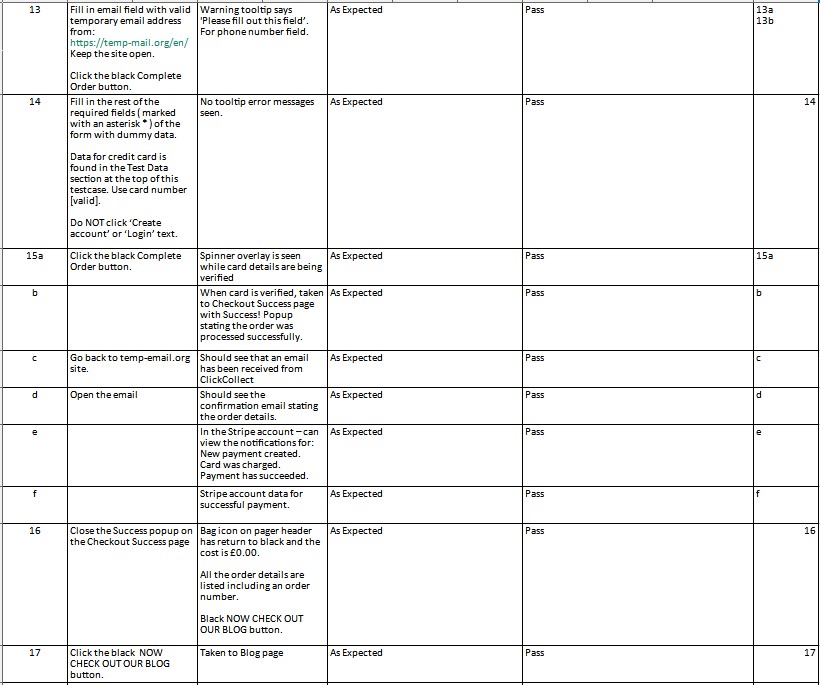 13
Fill in email field with valid
temporary email address
from:
https://temp-mail.org/en/
Keep the site open.
Click the black Complete
Order button.
Warning tooltip says
'Please fill out this field'.
For phone number field.
As Expected
Pass
13a
13b
14
Fill in the rest of the
required fields ( marked
with an asterisk * ) of the
form with dummy data.
Data for credit card is
found in the Test Data
section at the top of this
testcase. Use card number
[valid].
Do NOT click 'Create
account' or 'Login' text.
No tooltip error messages
seen.
As Expected
Pass
14
15a
Click the black Complete
Order button.
Spinner overlay is seen
while card details are being
verified
As Expected
Pass
15a
b
When card is verified, taken
to Checkout Success page
with Success! Popup
stating the order was
processed successfully.
As Expected
Pass
b
c
Go back to temp-email.org
site.
Should see that an email
has been received from
ClickCollect
As Expected
Pass
c
d
Open the email
Should see the
confirmation email stating
the order details.
As Expected
Pass
d
e
In the Stripe account – can
view the notifications for:
New payment created.
Card was charged.
Payment has succeeded.
As Expected
Pass
e
f
Stripe account data for
successful payment.
As Expected
Pass
f
16
Close the Success popup on
the Checkout Success page
Bag icon on pager header
has return to black and the
cost is £0.00.
All the order details are
listed including an order
number.
Black NOW CHECK OUT
OUR BLOG button.
As Expected
Pass
16
17
Click the black NOW
CHECK OUT OUR BLOG
button.
Taken to Blog page
As Expected
Pass
17